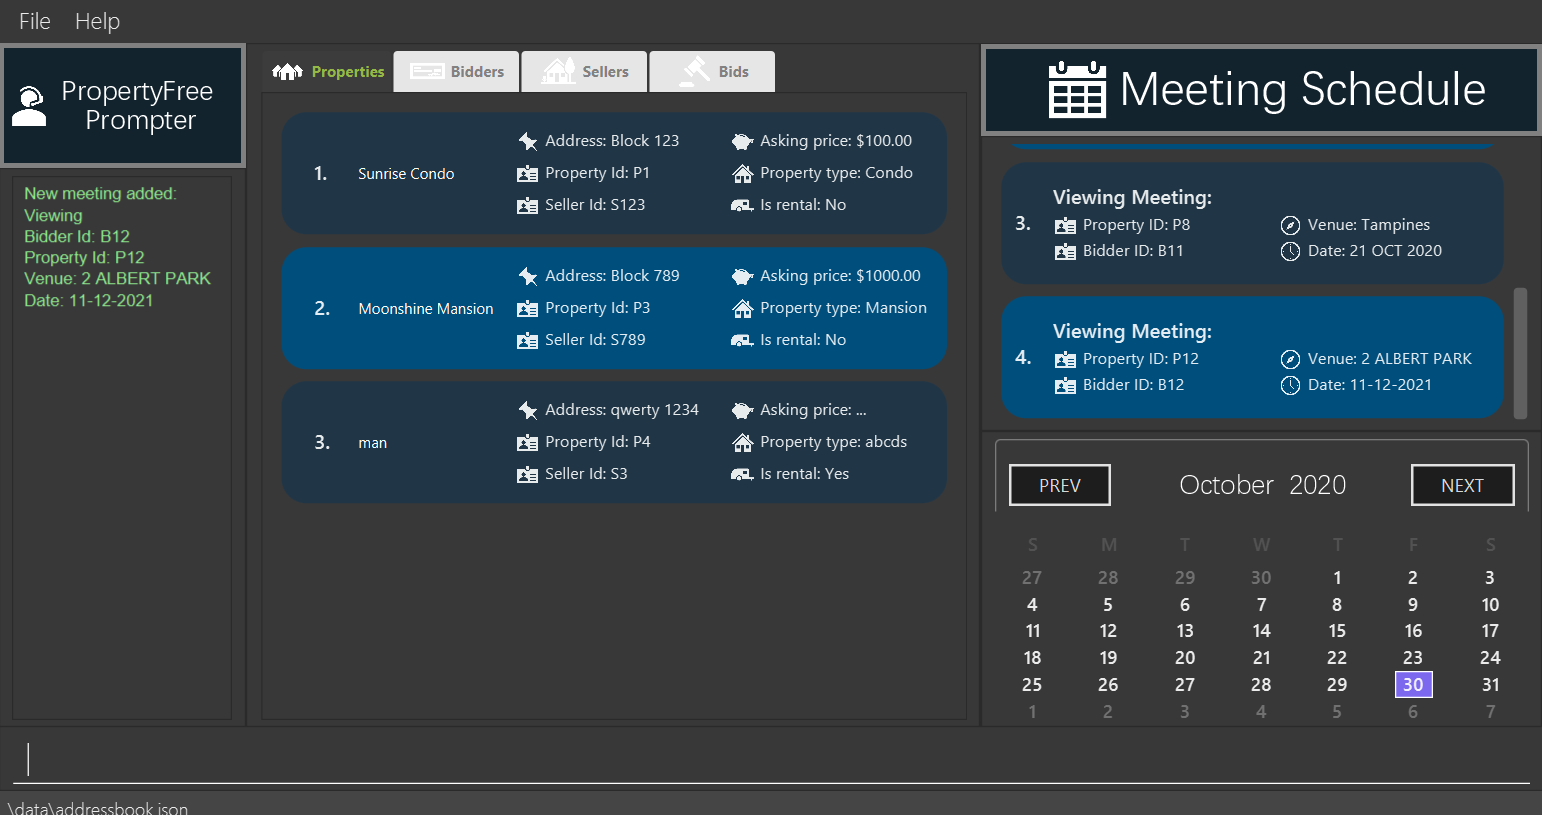 File Help
PropertyFree
Prompter
New meeting added:
Viewing
Bidder Id: B12
Property Id: P12
Venue: 2 ALBERT PARK
Date: 11-12-2021
Properties Bidders Sellers Bids
1. Sunrise Condo
Address: Block 123 Asking price: $100.00
Property Id: P1 Property type: Condo
Seller Id: S123 Is rental: No
2. Moonshine Mansion
Address: Block 789 Asking price: $1000.00
Property Id: P3 Property type: Mansion
Seller Id: S789 Is rental: No
3. man
Address: qwerty 1234 Asking price: ...
Property Id: P4 Property type: abcds
Seller Id: S3 Is rental: Yes
Meeting Schedule
3. Viewing Meeting:
Property ID: P8 Venue: Tampines
Bidder ID: B11 Date: 21 OCT 2020
4. Viewing Meeting:
Property ID: P12 Venue: 2 ALBERT PARK
Bidder ID: B12 Date: 11-12-2021
PREV October 2020 NEXT
S M T W T F S
27 28 29 30 1 2 3
4 5 6 7 8 9 10
11 12 13 14 15 16 17
18 19 20 21 22 23 24
25 26 27 28 29 30 31
1 2 3 4 5 6 7
\data\addressbook.json